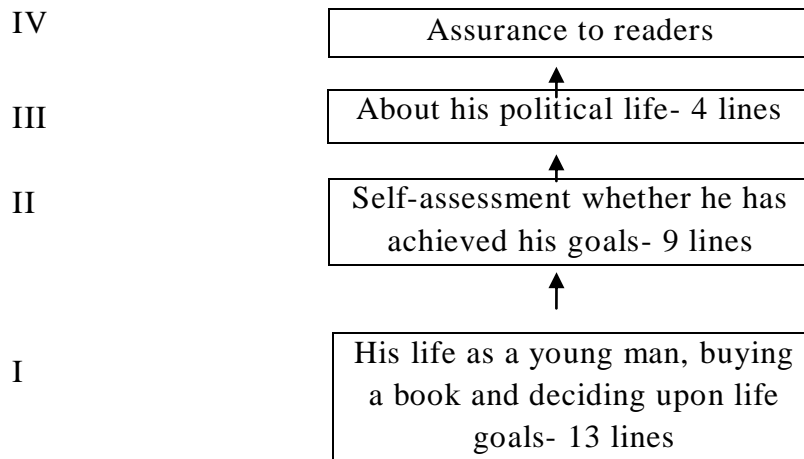 IV
Assurance to readers
III
About his political life- 4 lines
II
Self-assessment whether he has
achieved his goals- 9 lines
I
His life as a young man, buying
a book and deciding upon life
goals- 13 lines